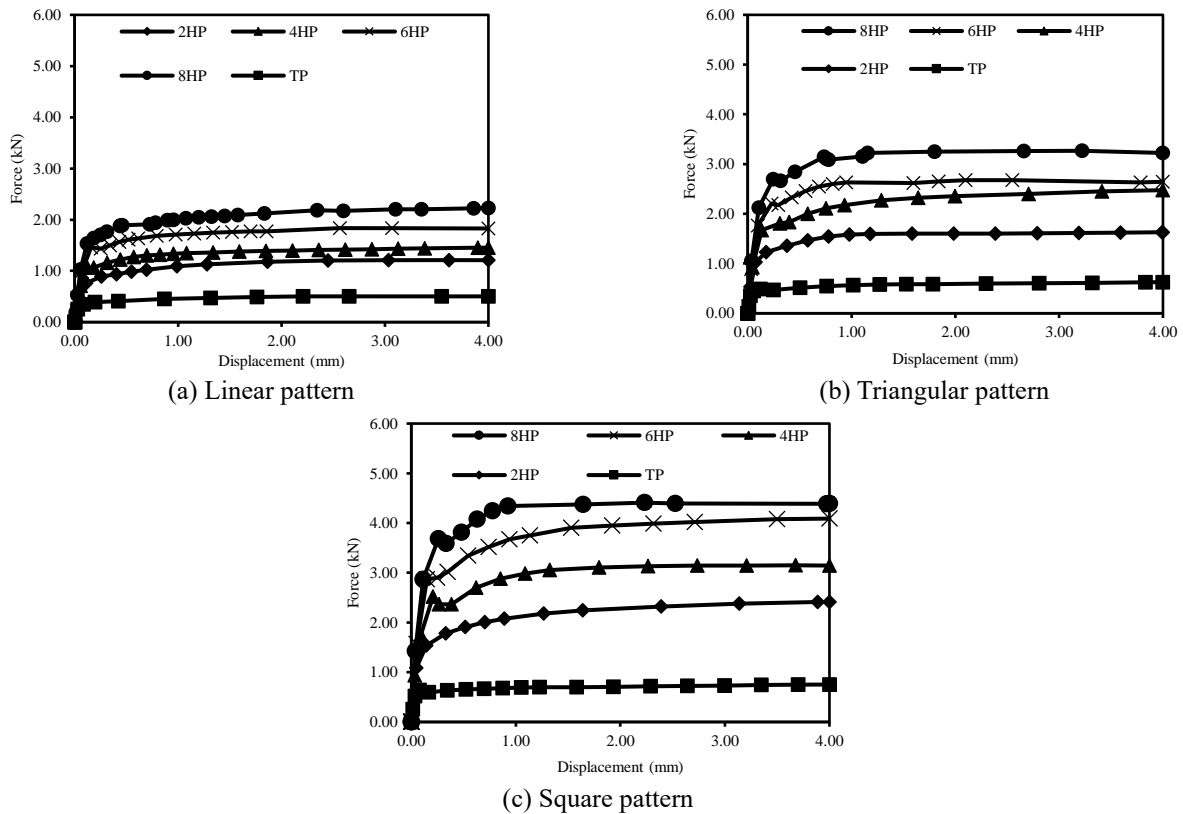 6.00
5.00
4.00
3.00
2.00
1.00
0.00
Force (kN)
2HP 4HP 6HP
8HP TP
0.00 1.00 2.00 3.00 4.00
Displacement (mm)
(a) Linear pattern
6.00
5.00
4.00
3.00
2.00
1.00
0.00
Force (kN)
8HP 6HP 4HP
2HP TP
0.00 1.00 2.00 3.00 4.00
Displacement (mm)
(b) Triangular pattern
6.00
5.00
4.00
3.00
2.00
1.00
0.00
Force (kN)
8HP 6HP 4HP
2HP TP
0.00 1.00 2.00 3.00 4.00
Displacement (mm)
(c) Square pattern